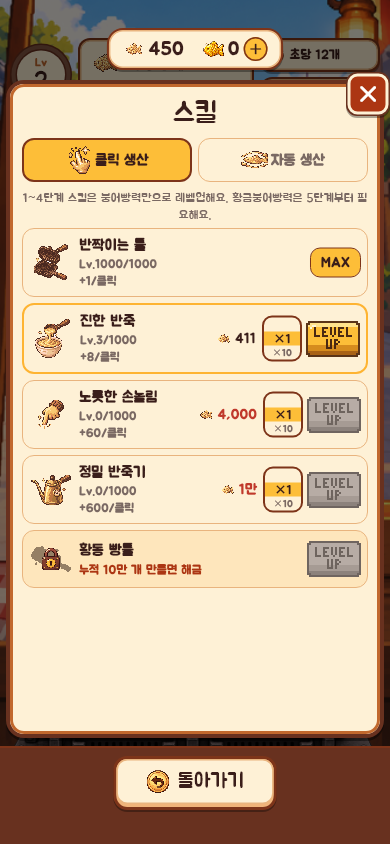 450
0
+
Lv
초당 12개
스킬
클릭 생산
자동 생산
1~4단계 스킬은 붕어빵력만으로 레벨업해요. 황금붕어빵력은 5단계부터 필
요해요.
반짝이는 틀
Lv.1000/1000
+1/클릭
MAX
진한 반죽
Lv.3/1000
+8/클릭
411
×1
×10
LEVEL
UP
노릇한 손놀림
Lv.0/1000
+60/클릭
4,000
×1
×10
LEVEL
UP
정밀 반죽기
Lv.0/1000
+600/클릭
1만
×1
×10
LEVEL
UP
황동 빵틀
누적 10만 개 만들면 해금
LEVEL
UP
돌아가기